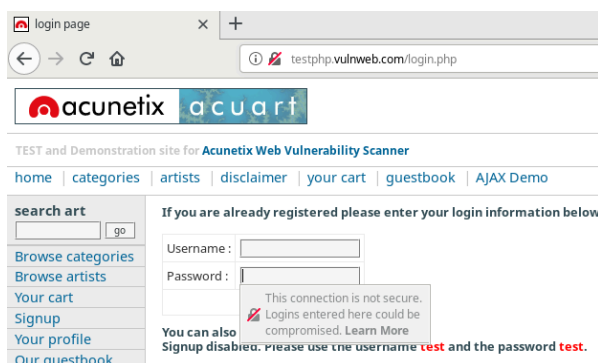 login page
testphp.vulnweb.com/login.php
acunetix acuart
TEST and Demonstration site for Acunetix Web Vulnerability Scanner
home | categories | artists | disclaimer | your cart | guestbook | AJAX Demo
search art
go
Browse categories
Browse artists
Your cart
Signup
Your profile
Our guestbook
If you are already registered please enter your login information below
Username :
Password :
This connection is not secure.
Logins entered here could be
compromised. Learn More
You can also
Signup disabled. Please use the username test and the password test.